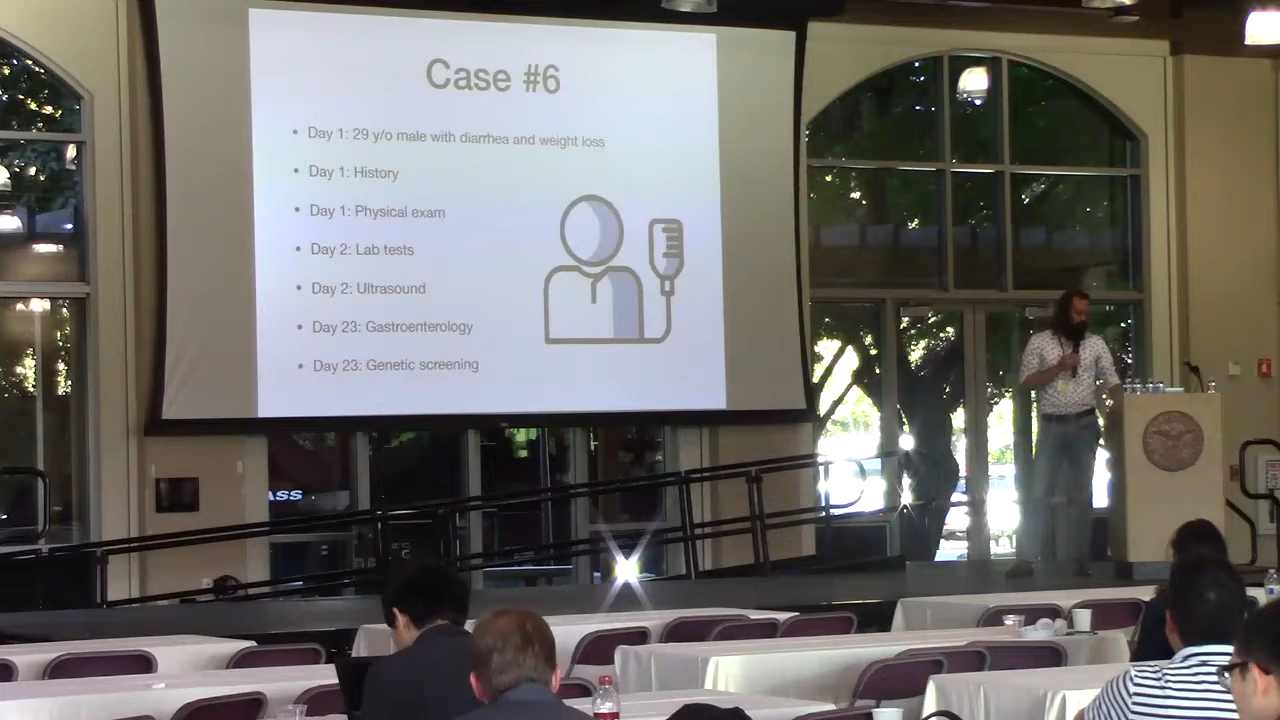 Case #6
• Day 1: 29 y/o male with diarrhea and weight loss
• Day 1: History
• Day 1: Physical exam
• Day 2: Lab tests
• Day 2: Ultrasound
• Day 23: Gastroenterology
• Day 23: Genetic screening
ASS